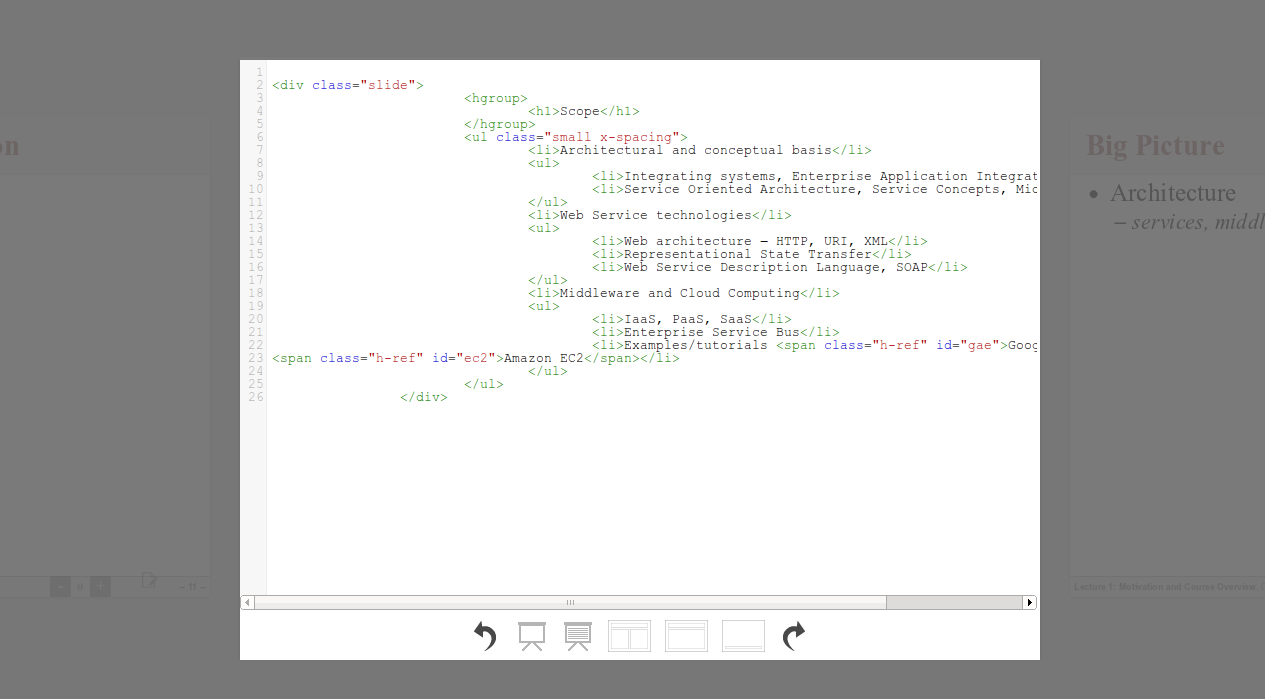 1
2 <div class="slide">
3 <hgroup>
4 <h1>Scope</h1>
5 </hgroup>
6 <ul class="small x-spacing">
7 <li>Architectural and conceptual basis</li>
8 <ul>
9 <li>Integrating systems, Enterprise Application Integrat
10 <li>Service Oriented Architecture, Service Concepts, Mic
11 </ul>
12 <li>Web Service technologies</li>
13 <ul>
14 <li>Web architecture – HTTP, URI, XML</li>
15 <li>Representational State Transfer</li>
16 <li>Web Service Description Language, SOAP</li>
17 </ul>
18 <li>Middleware and Cloud Computing</li>
19 <ul>
20 <li>IaaS, PaaS, SaaS</li>
21 <li>Enterprise Service Bus</li>
22 <li>Examples/tutorials <span class="h-ref" id="gae">Goog
23 <span class="h-ref" id="ec2">Amazon EC2</span></li>
24 </ul>
25 </ul>
26 </div>
on
– 11 –
Big Picture
• Architecture
– services, middl
Lecture 1: Motivation and Course Overview,